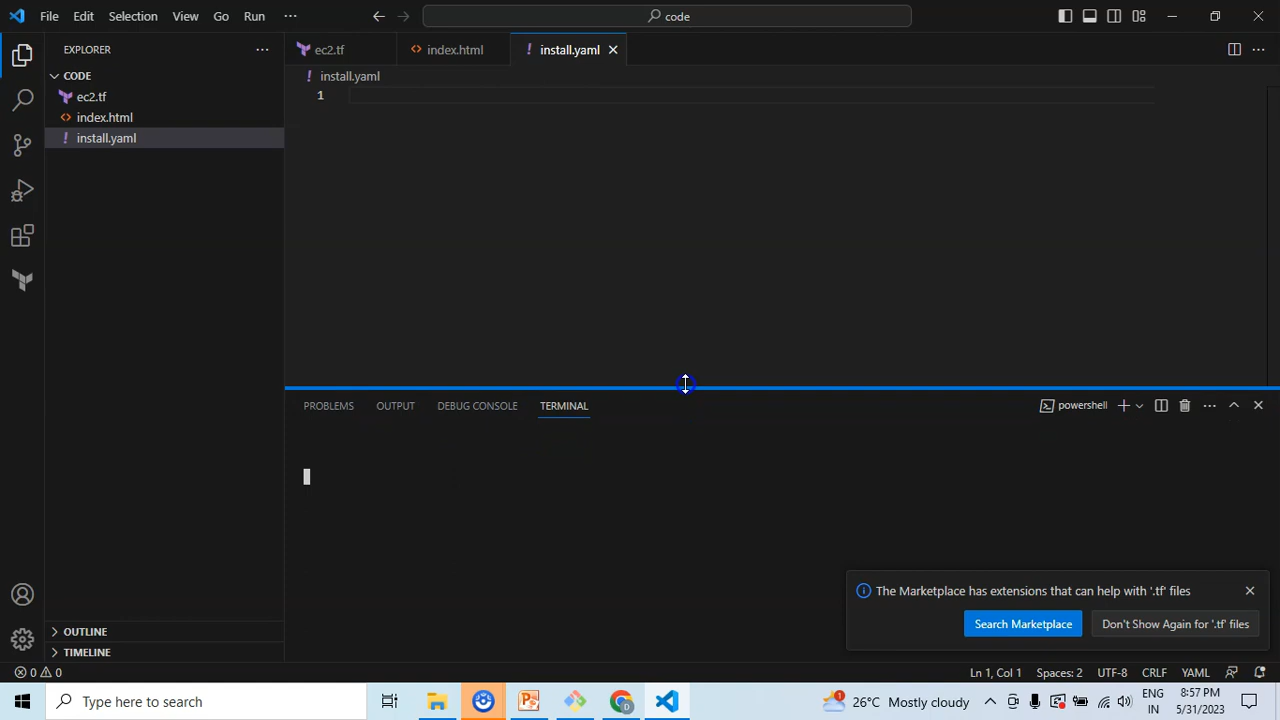 File Edit Selection View Go Run ···
code
EXPLORER
ec2.tf
index.html
install.yaml
CODE
install.yaml
ec2.tf
1
index.html
install.yaml
PROBLEMS OUTPUT DEBUG CONSOLE TERMINAL
powershell
The Marketplace has extensions that can help with '.tf' files
Search Marketplace
Don't Show Again for '.tf' files
OUTLINE
TIMELINE
0 0
Ln 1, Col 1 Spaces: 2 UTF-8 CRLF YAML
Type here to search
1
26°C Mostly cloudy
ENG
IN
8:57 PM
5/31/2023